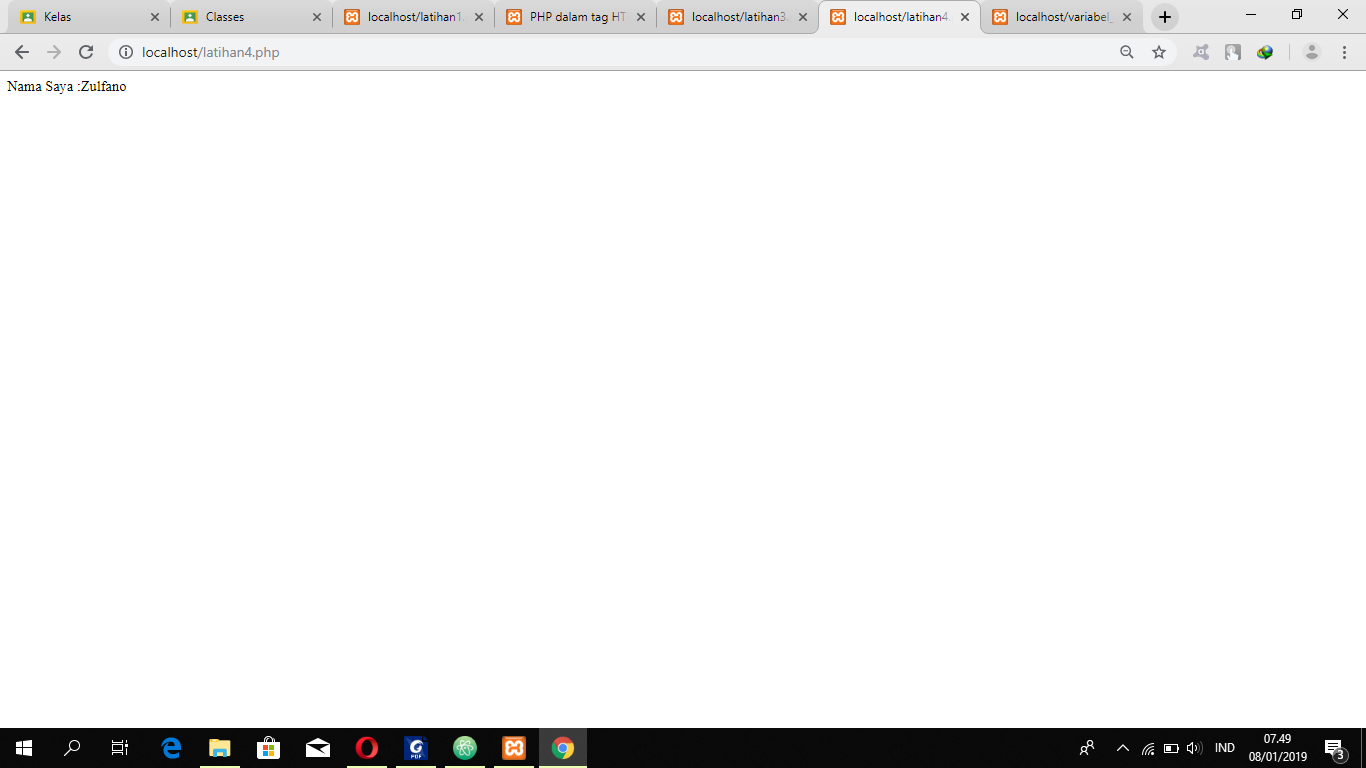 Kelas
Classes
localhost/latihan1.
PHP dalam tag HT
localhost/latihan3.
localhost/latihan4.
localhost/variabel_
localhost/latihan4.php
Nama Saya :Zulfano
PDF
IND
07.49
08/01/2019
3